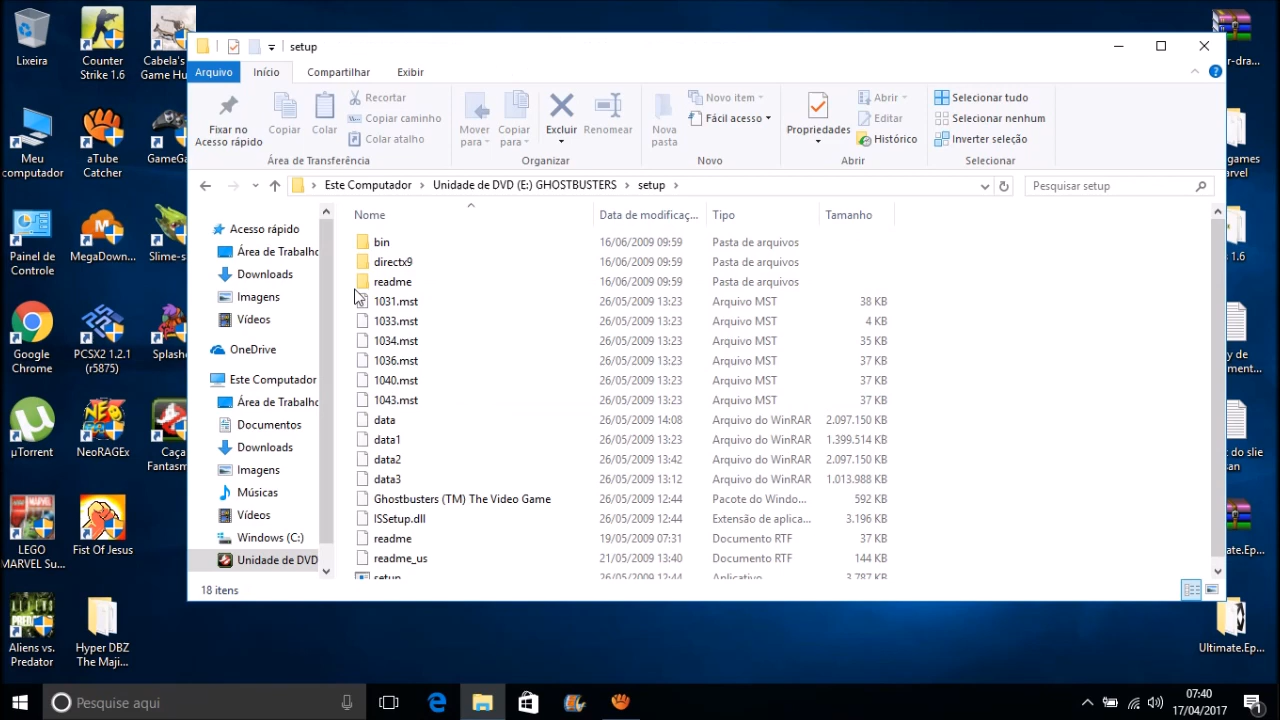 setup
Arquivo Início Compartilhar Exibir
Fixar no
Acesso rápido
Copiar
Colar
Recortar
Copiar caminho
Colar atalho
Área de Transferência
Mover
para
Copiar
para
Excluir
Renomear
Organizar
Nova
pasta
Novo item
Fácil acesso
Novo
Propriedades
Abrir
Editar
Histórico
Abrir
Selecionar tudo
Selecionar nenhum
Inverter seleção
Selecionar
Este Computador Unidade de DVD (E:) GHOSTBUSTERS setup
Pesquisar setup
Acesso rápido
Área de Trabalho
Downloads
Imagens
Vídeos
OneDrive
Este Computador
Área de Trabalho
Documentos
Downloads
Imagens
Músicas
Vídeos
Windows (C:)
Unidade de DVD
Nome Data de modificaç... Tipo Tamanho
bin 16/06/2009 09:59 Pasta de arquivos
directx9 16/06/2009 09:59 Pasta de arquivos
readme 16/06/2009 09:59 Pasta de arquivos
1031.mst 26/05/2009 13:23 Arquivo MST 38 KB
1033.mst 26/05/2009 13:23 Arquivo MST 4 KB
1034.mst 26/05/2009 13:23 Arquivo MST 35 KB
1036.mst 26/05/2009 13:23 Arquivo MST 37 KB
1040.mst 26/05/2009 13:23 Arquivo MST 37 KB
1043.mst 26/05/2009 13:23 Arquivo MST 37 KB
data 26/05/2009 14:08 Arquivo do WinRAR 2.097.150 KB
data1 26/05/2009 13:23 Arquivo do WinRAR 1.399.514 KB
data2 26/05/2009 13:42 Arquivo do WinRAR 2.097.150 KB
data3 26/05/2009 13:12 Arquivo do WinRAR 1.013.988 KB
Ghostbusters (TM) The Video Game 26/05/2009 12:44 Pacote do Windo... 592 KB
ISSetup.dll 26/05/2009 12:44 Extensão de aplica... 3.196 KB
readme 19/05/2009 07:31 Documento RTF 37 KB
readme_us 21/05/2009 13:40 Documento RTF 144 KB
setup 26/05/2009 12:44 Aplicativo 3.787 KB
18 itens
Lixeira
Counter
Strike 1.6
Cabela's
Game Hu
Meu
computador
aTube
Catcher
GameGa
Painel de
Controle
MegaDown...
Slime-s
Google
Chrome
PCSX2 1.2.1
(r5875)
Splash
µTorrent
NeoRAGEx
Caça
Fantasm
LEGO
MARVEL Su...
Fist Of Jesus
Aliens vs.
Predator
Hyper DBZ
The Maji...
r-dra...
games
arvel
1.6
y de
ment...
t do slie
san
Ultimate.Ep...
Ultimate.Ep...
Pesquise aqui
07:40
17/04/2017
1